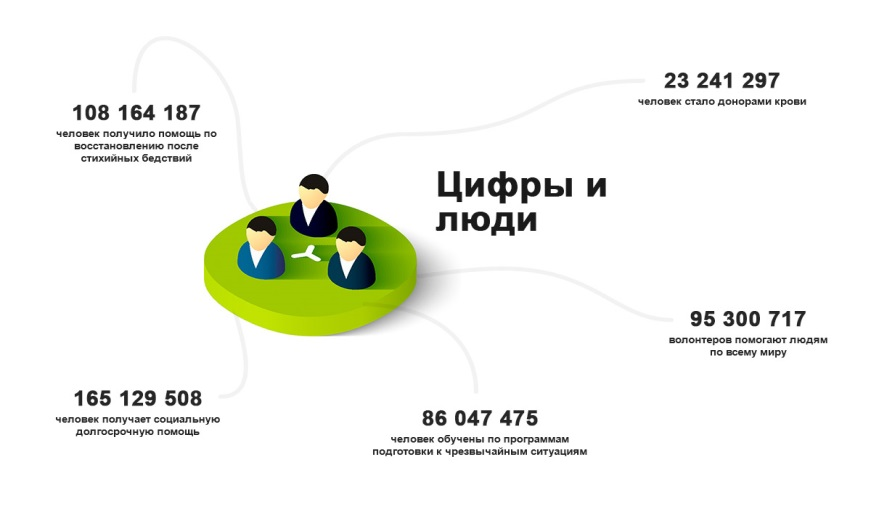 23 241 297
человек стало донорами крови
108 164 187
человек получило помощь по
восстановлению после
стихийных бедствий
Цифры и
люди
95 300 717
волонтеров помогают людям
по всему миру
165 129 508
человек получает социальную
долгосрочную помощь
86 047 475
человек обучены по программам
подготовки к чрезвычайным ситуациям